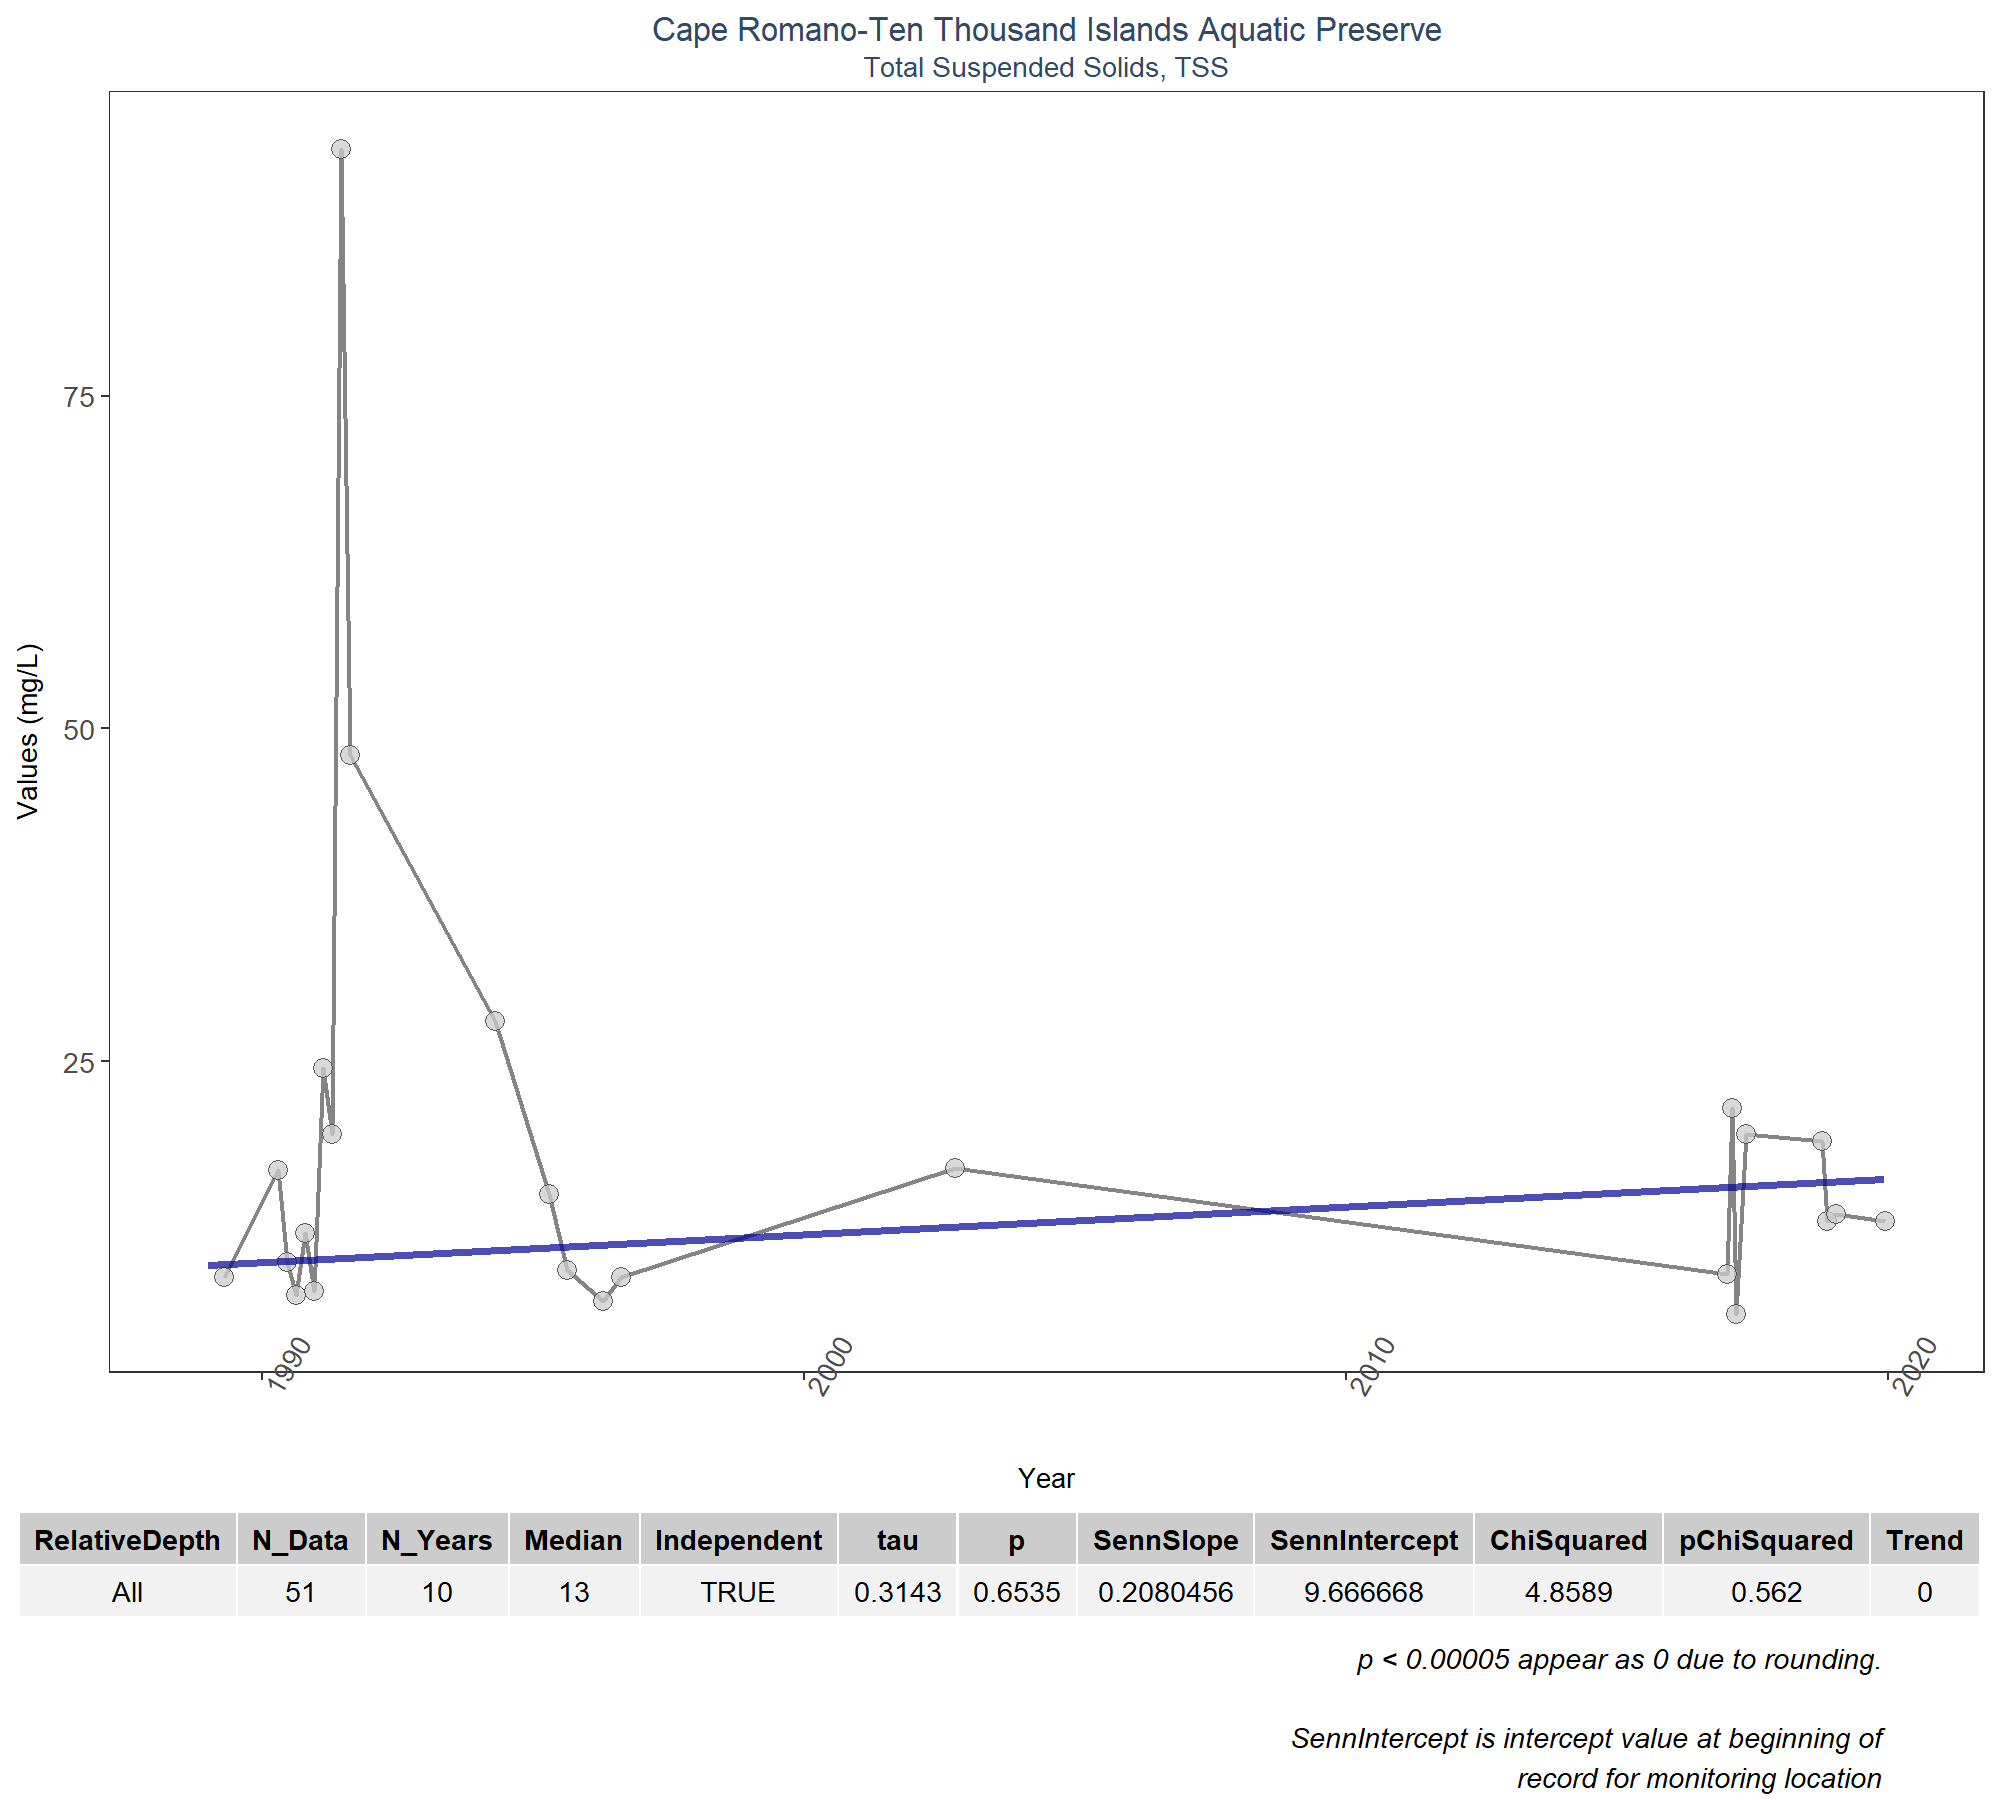 Cape Romano-Ten Thousand Islands Aquatic Preserve
Total Suspended Solids, TSS
Values (mg/L)
75
50
25
1990
2000
2010
2020
Year
RelativeDepth N_Data N_Years Median Independent tau p SennSlope SennIntercept ChiSquared pChiSquared Trend
All 51 10 13 TRUE 0.3143 0.6535 0.2080456 9.666668 4.8589 0.562 0
p < 0.00005 appear as 0 due to rounding.
SennIntercept is intercept value at beginning of
record for monitoring location